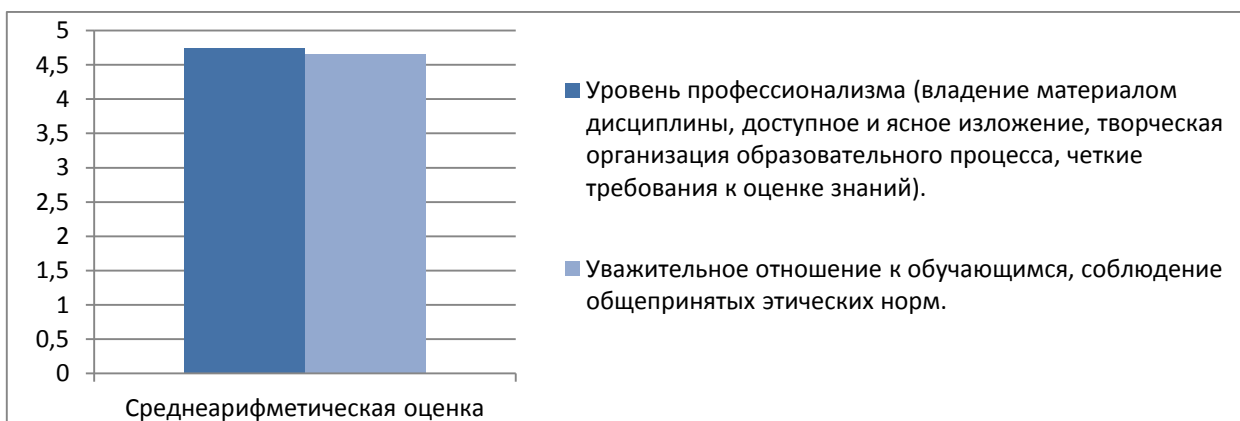 5
4,5
4
3,5
3
2,5
2
1,5
1
0,5
0
Среднеарифметическая оценка
Уровень профессионализма (владение материалом
дисциплины, доступное и ясное изложение, творческая
организация образовательного процесса, четкие
требования к оценке знаний).
Уважительное отношение к обучающимся, соблюдение
общепринятых этических норм.